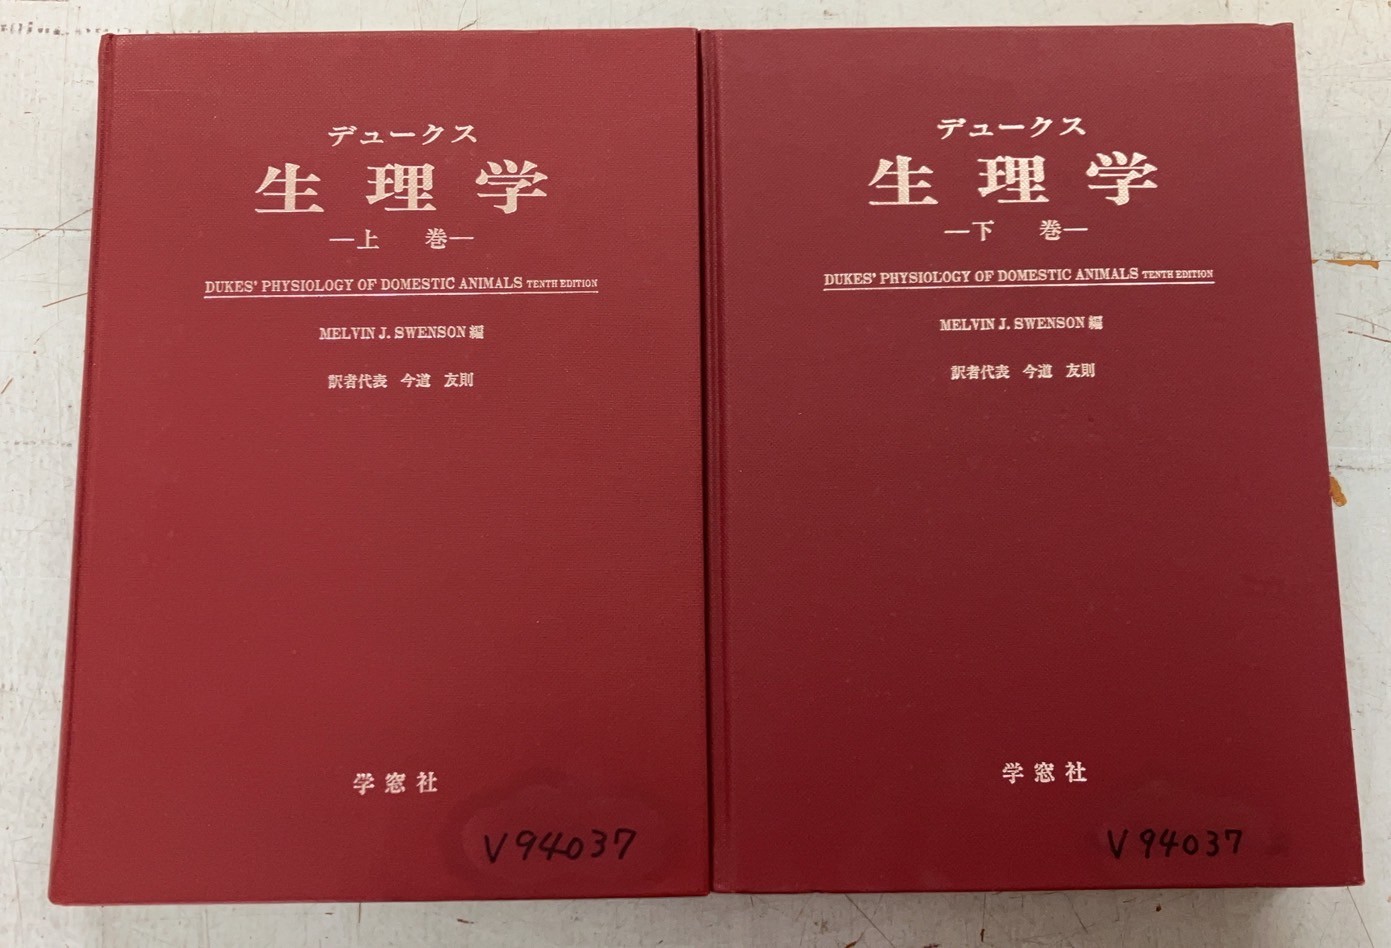 デュークス
生理学
―上 巻―
DUKES' PHYSIOLOGY OF DOMESTIC ANIMALS TENTH EDITION
MELVIN J. SWENSON 編
訳者代表 今道 友則
学窓社
V94037
デュークス
生理学
―下 巻―
DUKES' PHYSIOLOGY OF DOMESTIC ANIMALS TENTH EDITION
MELVIN J. SWENSON 編
訳者代表 今道 友則
学窓社
V94037